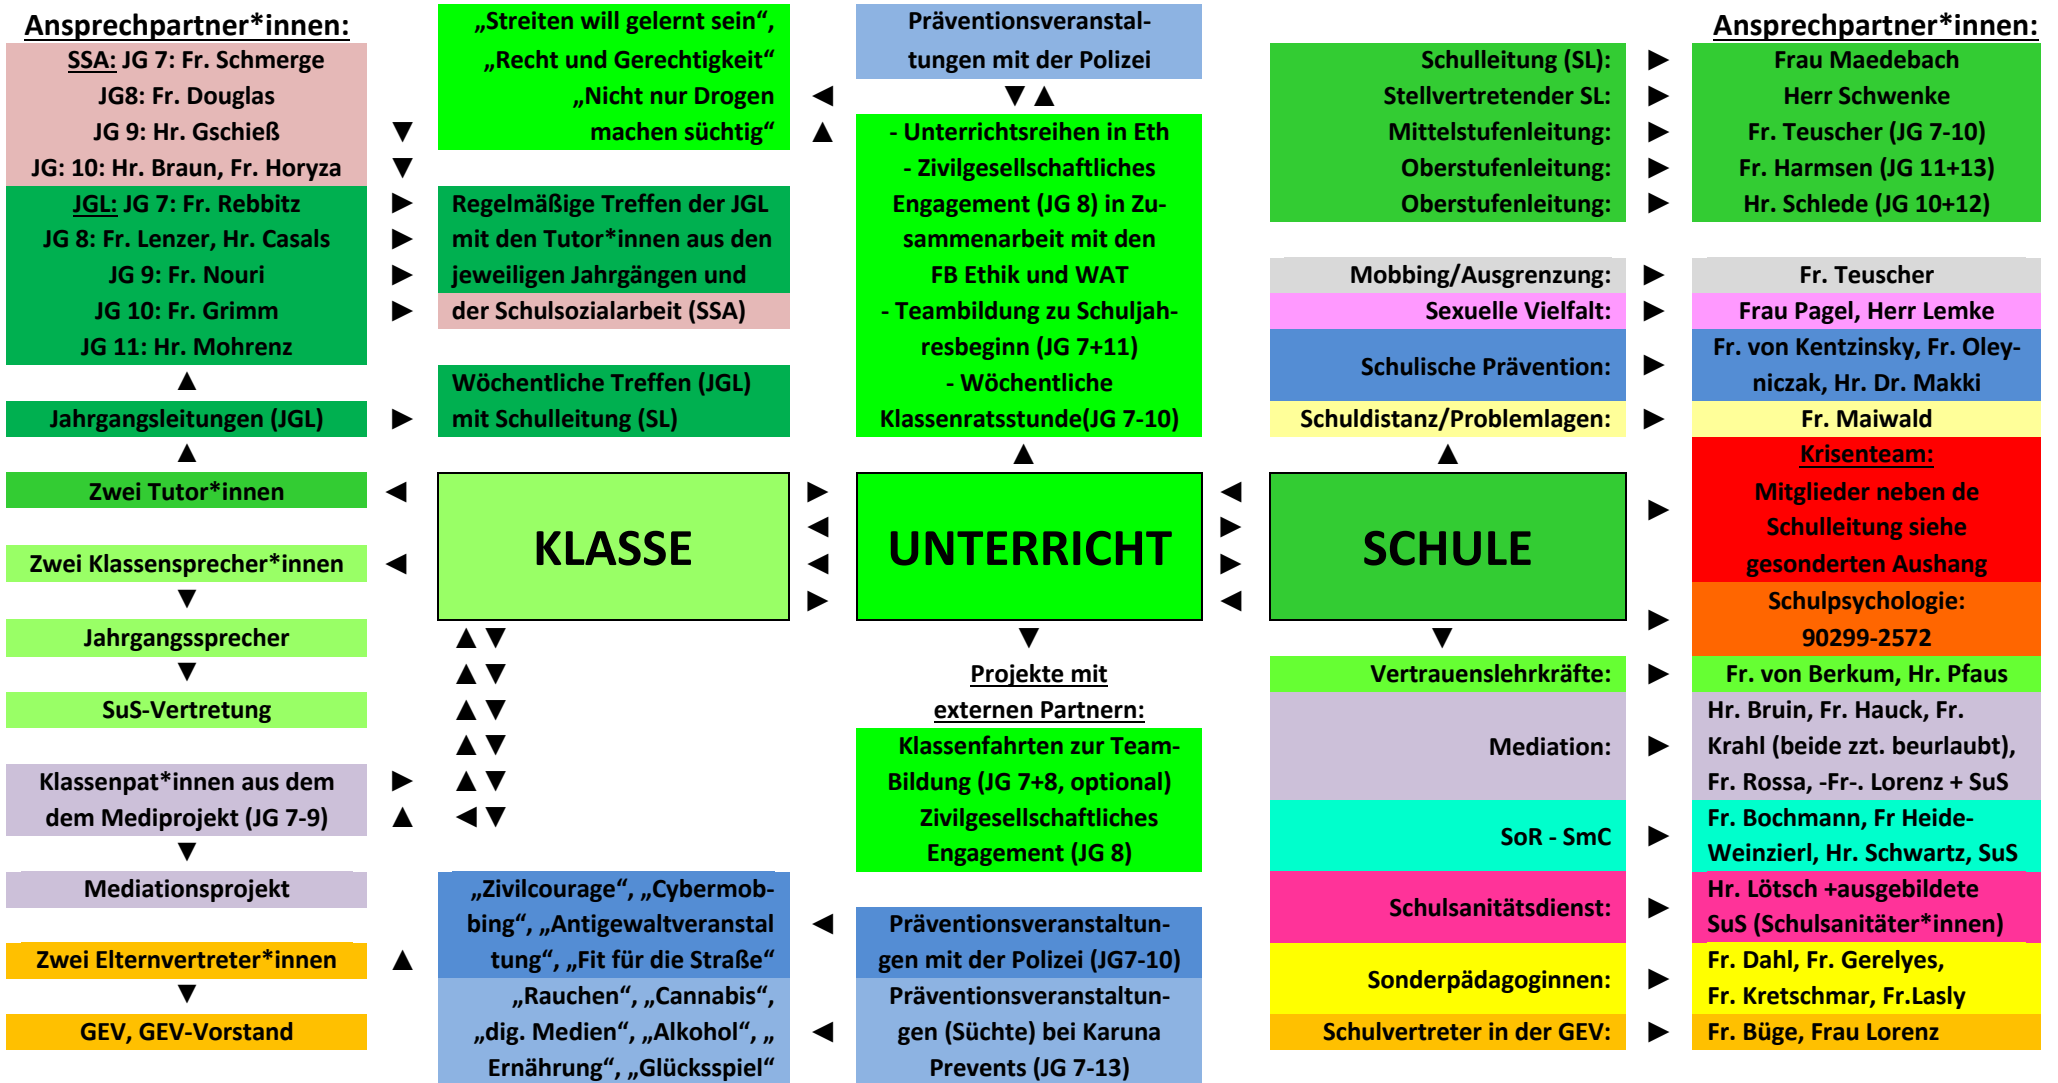 Ansprechpartner*innen:
SSA: JG 7: Fr. Schmerge
JG8: Fr. Douglas
JG 9: Hr. Gschieß
JG: 10: Hr. Braun, Fr. Horyza
JGL: JG 7: Fr. Rebbitz
JG 8: Fr. Lenzer, Hr. Casals
JG 9: Fr. Nouri
JG 10: Fr. Grimm
JG 11: Hr. Mohrenz
Jahrgangsleitungen (JGL)
Zwei Tutor*innen
Zwei Klassensprecher*innen
Jahrgangssprecher
SuS-Vertretung
Klassenpat*innen aus dem
dem Mediprojekt (JG 7-9)
Mediationsprojekt
Zwei Elternvertreter*innen
GEV, GEV-Vorstand
„Streiten will gelernt sein“,
„Recht und Gerechtigkeit“
„Nicht nur Drogen
machen süchtig“
Regelmäßige Treffen der JGL
mit den Tutor*innen aus den
jeweiligen Jahrgängen und
der Schulsozialarbeit (SSA)
Wöchentliche Treffen (JGL)
mit Schulleitung (SL)
KLASSE
„Zivilcourage“, „Cybermob-
bing“, „Antigewaltveranstal
tung“, „Fit für die Straße“
„Rauchen“, „Cannabis“,
„dig. Medien“, „Alkohol“, „
Ernährung“, „Glücksspiel“
Präventionsveranstal-
tungen mit der Polizei
- Unterrichtsreihen in Eth
- Zivilgesellschaftliches
Engagement (JG 8) in Zu-
sammenarbeit mit den
FB Ethik und WAT
- Teambildung zu Schuljah-
resbeginn (JG 7+11)
- Wöchentliche
Klassenratsstunde(JG 7-10)
UNTERRICHT
Projekte mit
externen Partnern:
Klassenfahrten zur Team-
Bildung (JG 7+8, optional)
Zivilgesellschaftliches
Engagement (JG 8)
Präventionsveranstaltun-
gen mit der Polizei (JG7-10)
Präventionsveranstaltun-
gen (Süchte) bei Karuna
Prevents (JG 7-13)
Ansprechpartner*innen:
Schulleitung (SL): Frau Maedebach
Stellvertretender SL: Herr Schwenke
Mittelstufenleitung: Fr. Teuscher (JG 7-10)
Oberstufenleitung: Fr. Harmsen (JG 11+13)
Oberstufenleitung: Hr. Schlede (JG 10+12)
Mobbing/Ausgrenzung: Fr. Teuscher
Sexuelle Vielfalt: Frau Pagel, Herr Lemke
Schulische Prävention: Fr. von Kentzinsky, Fr. Oley-
niczak, Hr. Dr. Makki
Schuldistanz/Problemlagen: Fr. Maiwald
SCHULE
Krisenteam:
Mitglieder neben de
Schulleitung siehe
gesonderten Aushang
Schulpsychologie:
90299-2572
Vertrauenslehrkräfte: Fr. von Berkum, Hr. Pfaus
Mediation: Hr. Bruin, Fr. Hauck, Fr.
Krahl (beide zzt. beurlaubt),
Fr. Rossa, -Fr-. Lorenz + SuS
SoR - SmC Fr. Bochmann, Fr Heide-
Weinzierl, Hr. Schwartz, SuS
Schulsanitätsdienst: Hr. Lötsch +ausgebildete
SuS (Schulsanitäter*innen)
Sonderpädagoginnen: Fr. Dahl, Fr. Gerelyes,
Fr. Kretschmar, Fr.Lasly
Schulvertreter in der GEV: Fr. Büge, Frau Lorenz